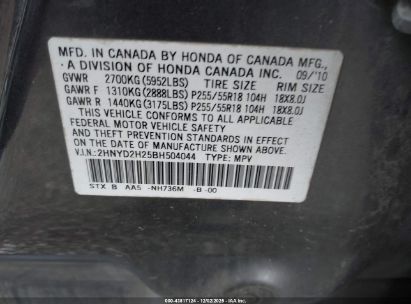 MFD. IN CANADA BY HONDA OF CANADA MFG.,
A DIVISION OF HONDA CANADA INC. 09/'10
GVWR 2700KG(5952LBS) TIRE SIZE RIM SIZE
GAWR F 1310KG(2888LBS) P255/55R18 104H 18X8.0J
GAWR R 1440KG(3175LBS) P255/55R18 104H 18X8.0J
THIS VEHICLE CONFORMS TO ALL APPLICABLE
FEDERAL MOTOR VEHICLE SAFETY AND
THEFT PREVENTION STANDARDS IN EFFECT
ON THE DATE OF MANUFACTURE SHOWN ABOVE.
V.I.N.: 2HNYD2H25BH504044 TYPE: MPV
STX B AA5 -NH736M -B-00
000-43817124 - 12/02/2025 - IAA